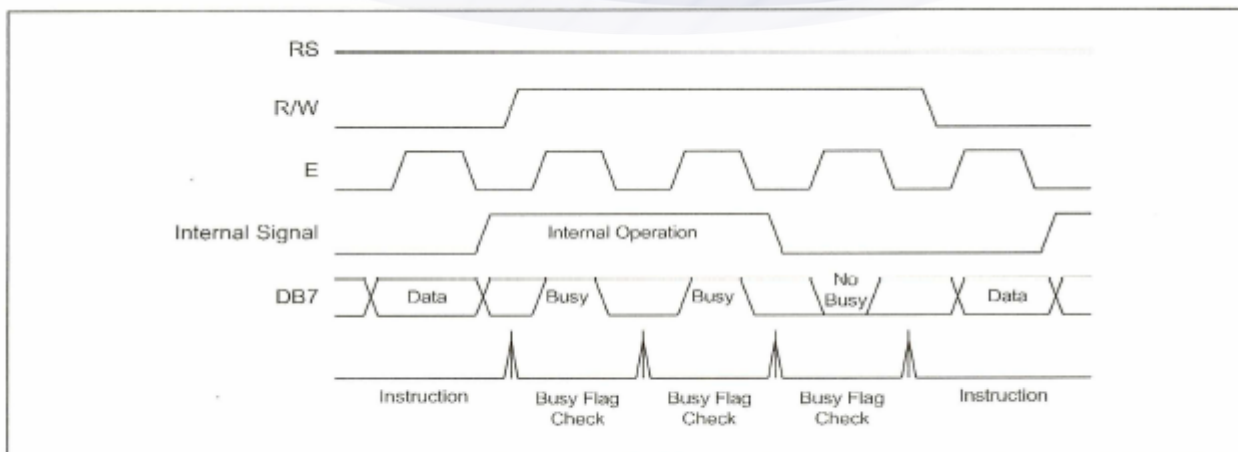 RS
R/W
E
Internal Signal
Internal Operation
DB7
Data
Busy
Busy
No
Busy
Data
Instruction
Busy Flag
Check
Busy Flag
Check
Busy Flag
Check
Instruction